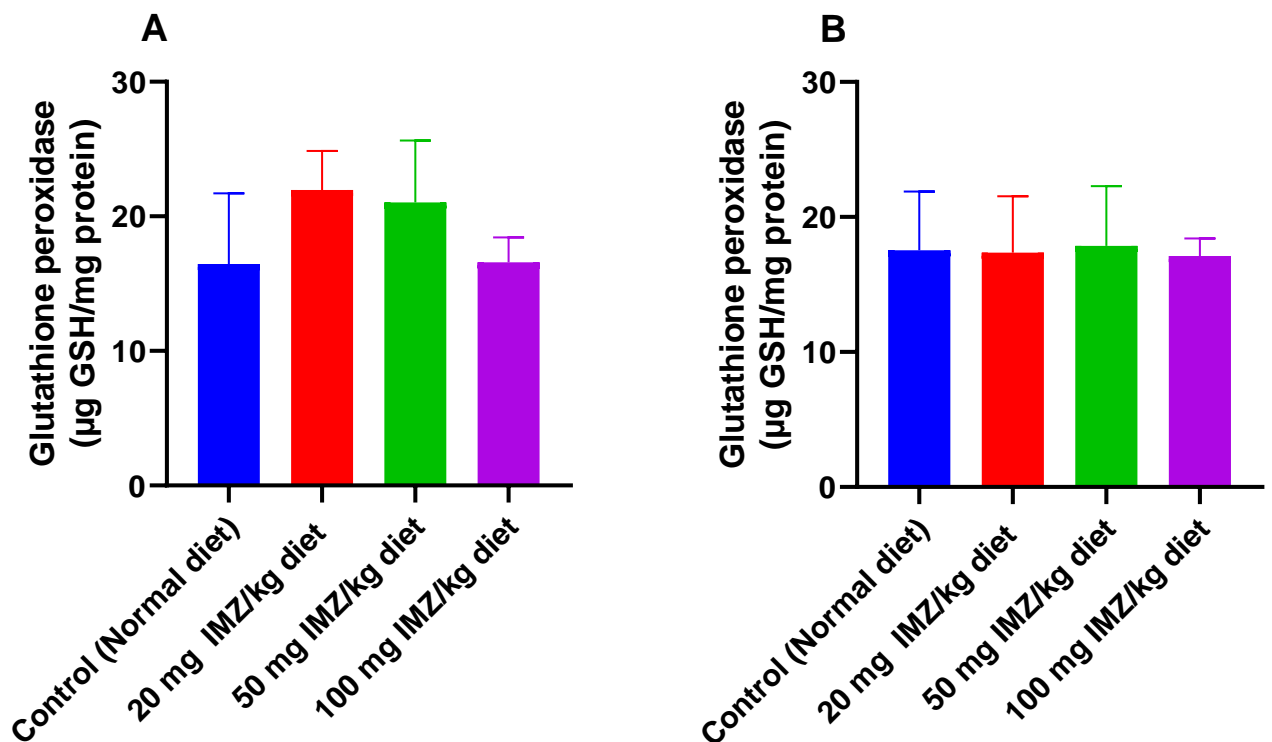 A
Glutathione peroxidase
(µg GSH/mg protein)
30
20
10
0
Control (Normal diet)
20 mg  IMZ/kg diet
50 mg IMZ/kg diet
100 mg IMZ/kg diet
B
Glutathione peroxidase
(µg GSH/mg protein)
30
20
10
0
Control (Normal diet)
20 mg  IMZ/kg diet
50 mg IMZ/kg diet
100 mg IMZ/kg diet